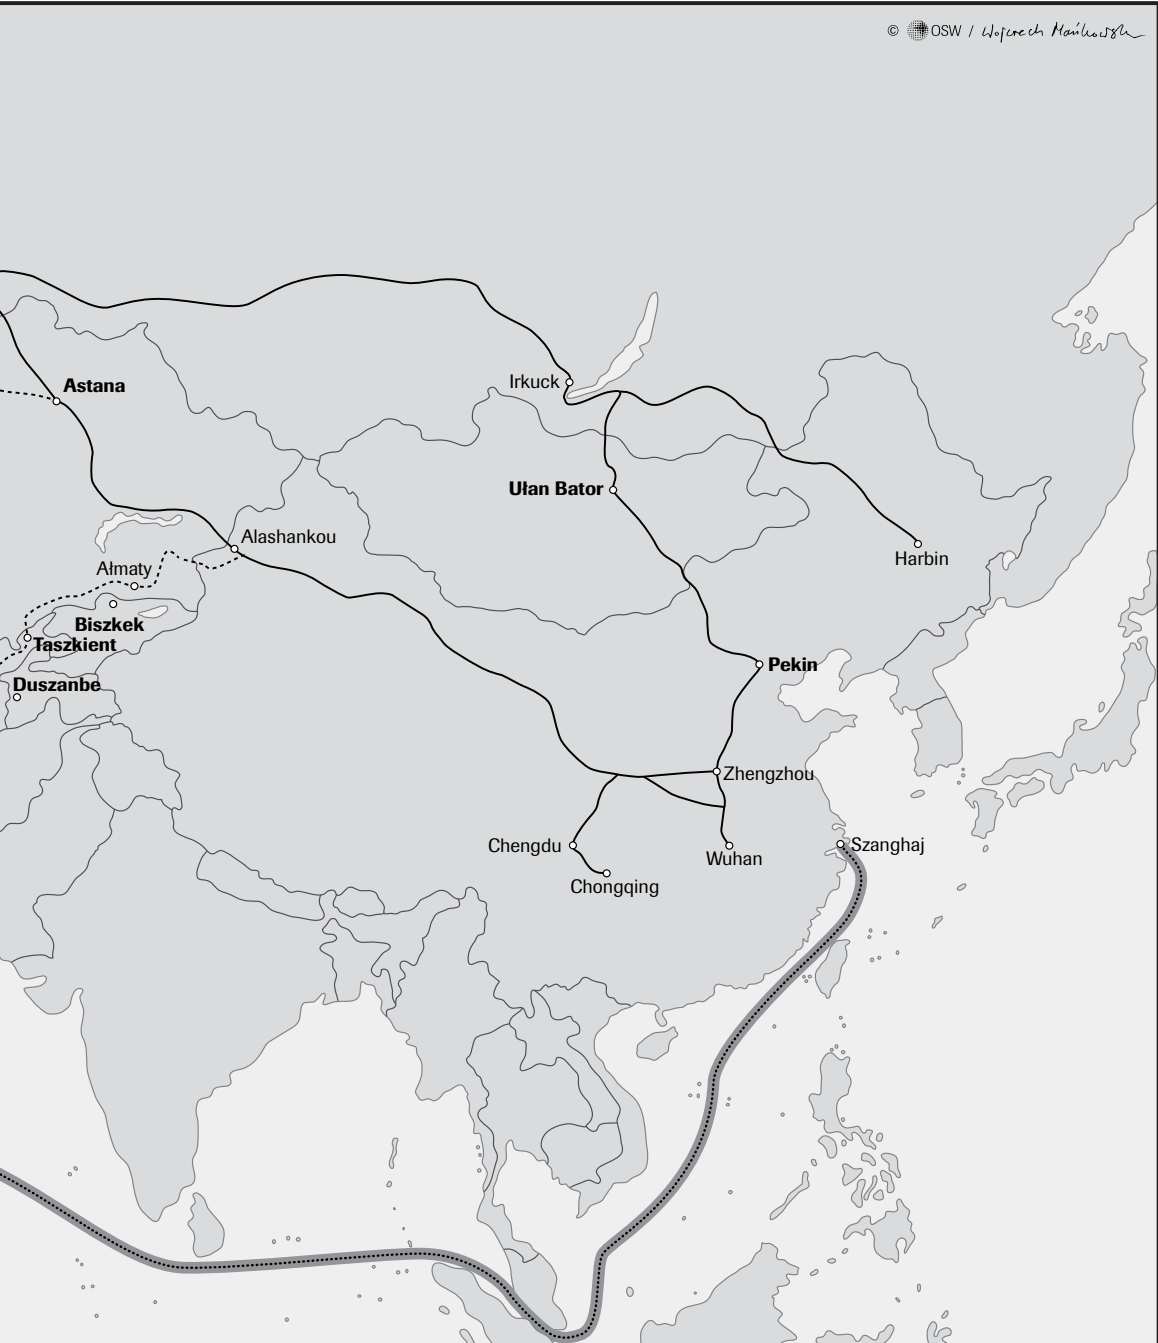 © OSW / Wojciech Mańkowski
Irkuck
Astana
Ułan Bator
Alashankou
Harbin
Ałmaty
Biszkek
Taszkient
Pekin
Duszanbe
Zhengzhou
Chengdu
Szanghaj
Wuhan
Chongqing